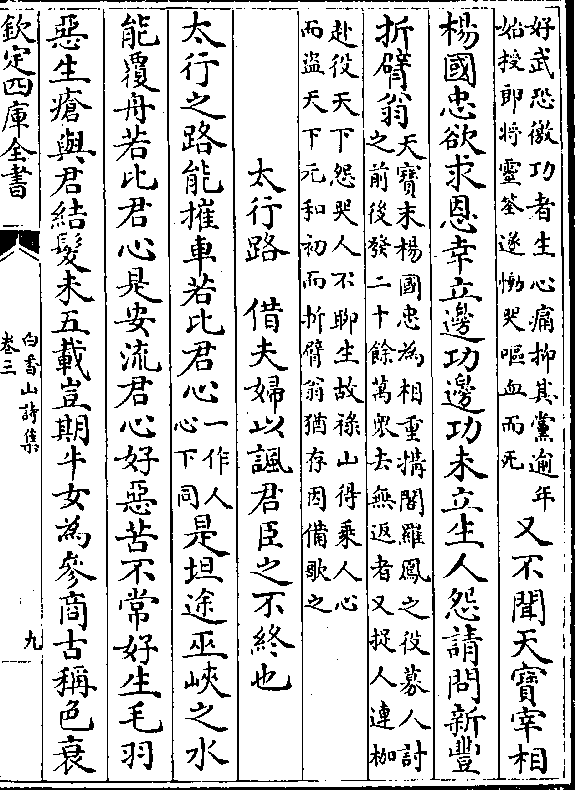 好武恐徼功者生心痛抑其黨逾年
始授郎將靈筌遂慟哭嘔血而死
又不聞天寶宰相
楊國忠欲求恩幸立邊功邊功未立生人怨請問新豐
折臂翁
天寶末楊國忠為相重搆閣羅鳳之役募人討
之前後發二十餘萬衆去無返者又捉人連枷
赴役天下怨哭人不聊生故祿山得乗人心
而盜天下元和初而折臂翁猶存因備歌之
太行路 借夫婦以諷君臣之不終也
太行之路能摧車若比君心
一作人
心下同
是坦途巫峽之水
能覆舟若比君心是安流君心好惡苦不常好生毛羽
惡生瘡與君結髮未五載豈期牛女為參商古稱色衰
欽定四庫全書
白香山詩集
卷三
九